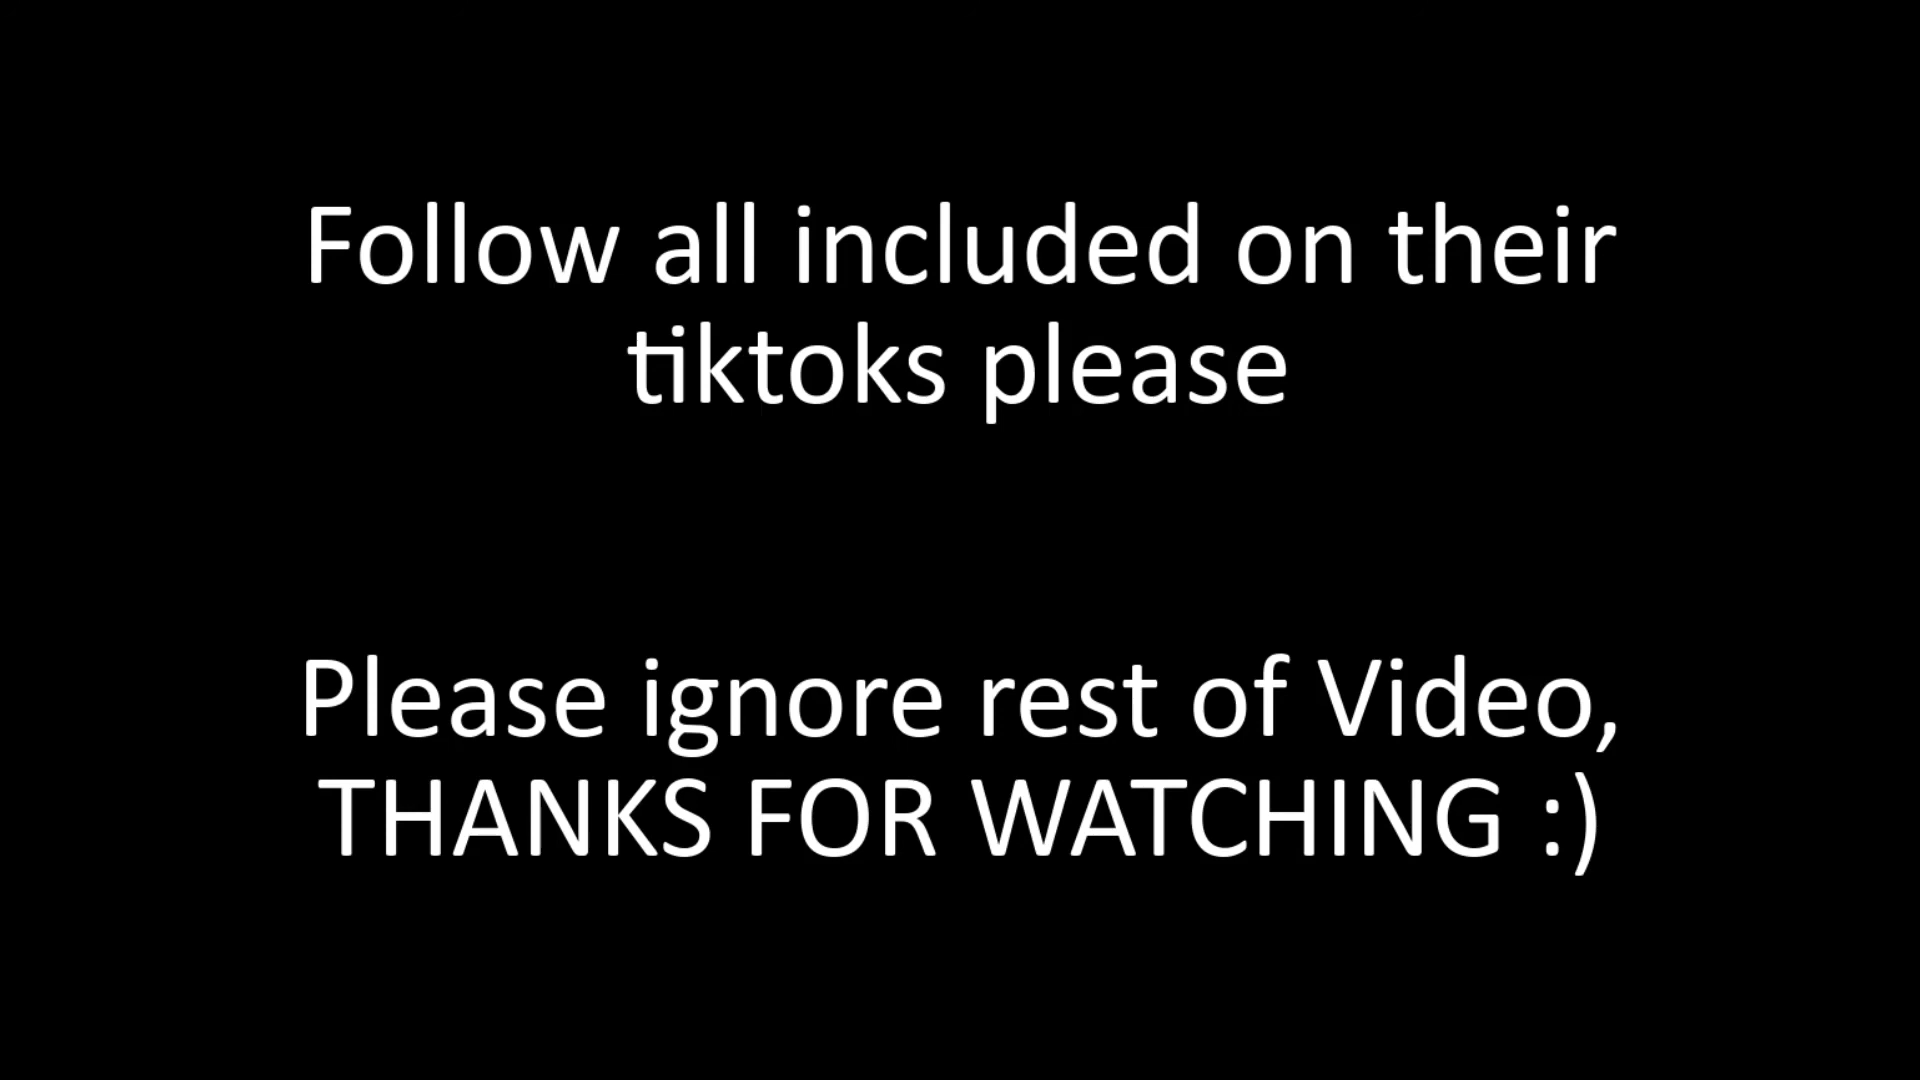 Follow all included on their
tiktoks please
Please ignore rest of Video,
THANKS FOR WATCHING :)